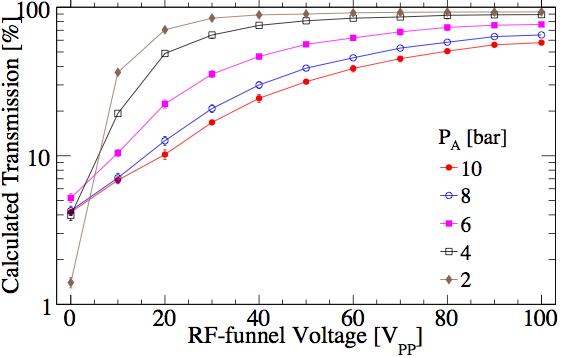 100
10
1
Calculated Transmission [%]
P_A [bar]
10
8
6
4
2
0 20 40 60 80 100
RF-funnel Voltage [V_PP]